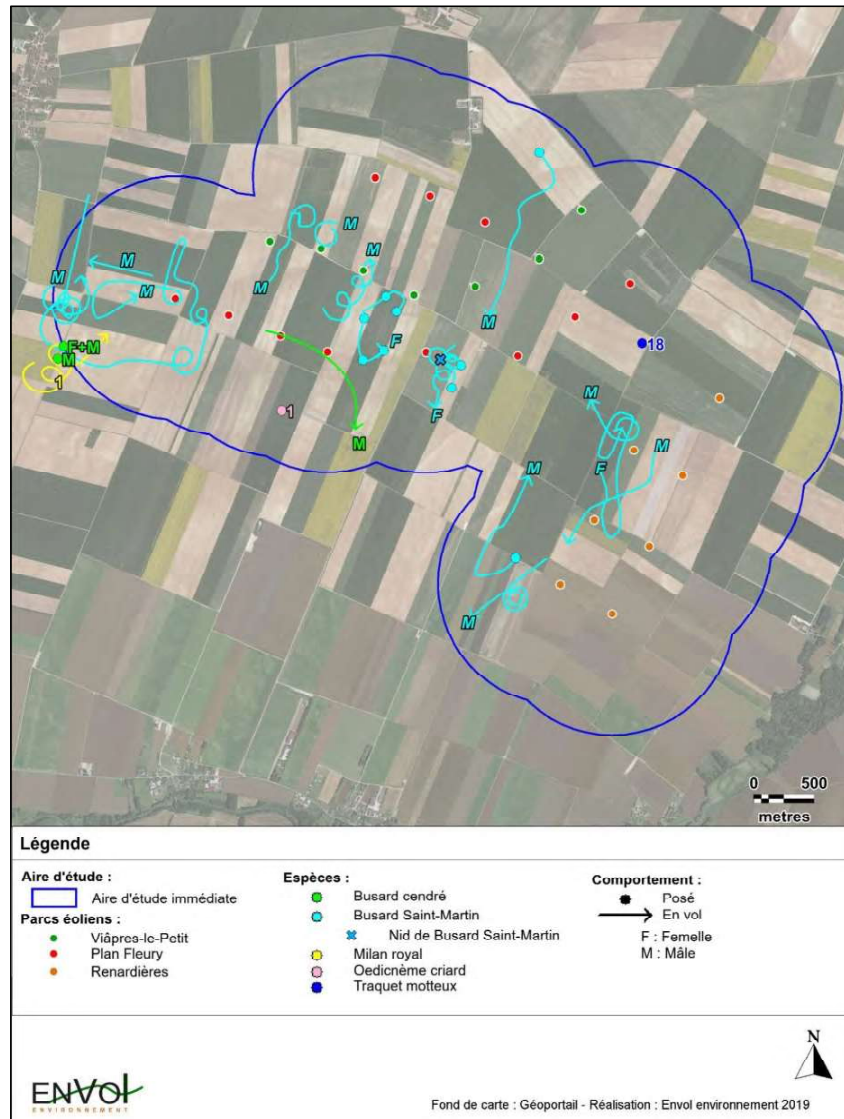 M
M
M
M
M
M
M
M
F+M
M
1
F
18
1
M
F
M
M
M
F
M
M
0 500
metres
Légende
Aire d'étude :
Aire d'étude immédiate
Parcs éoliens :
Viâpres-le-Petit
Plan Fleury
Renardières
Espèces :
Busard cendré
Busard Saint-Martin
Nid de Busard Saint-Martin
Milan royal
Oedicnème criard
Traquet motteux
Comportement :
Posé
En vol
F : Femelle
M : Mâle
N
ENVOL
ENVIRONNEMENT
Fond de carte : Géoportail - Réalisation : Envol environnement 2019